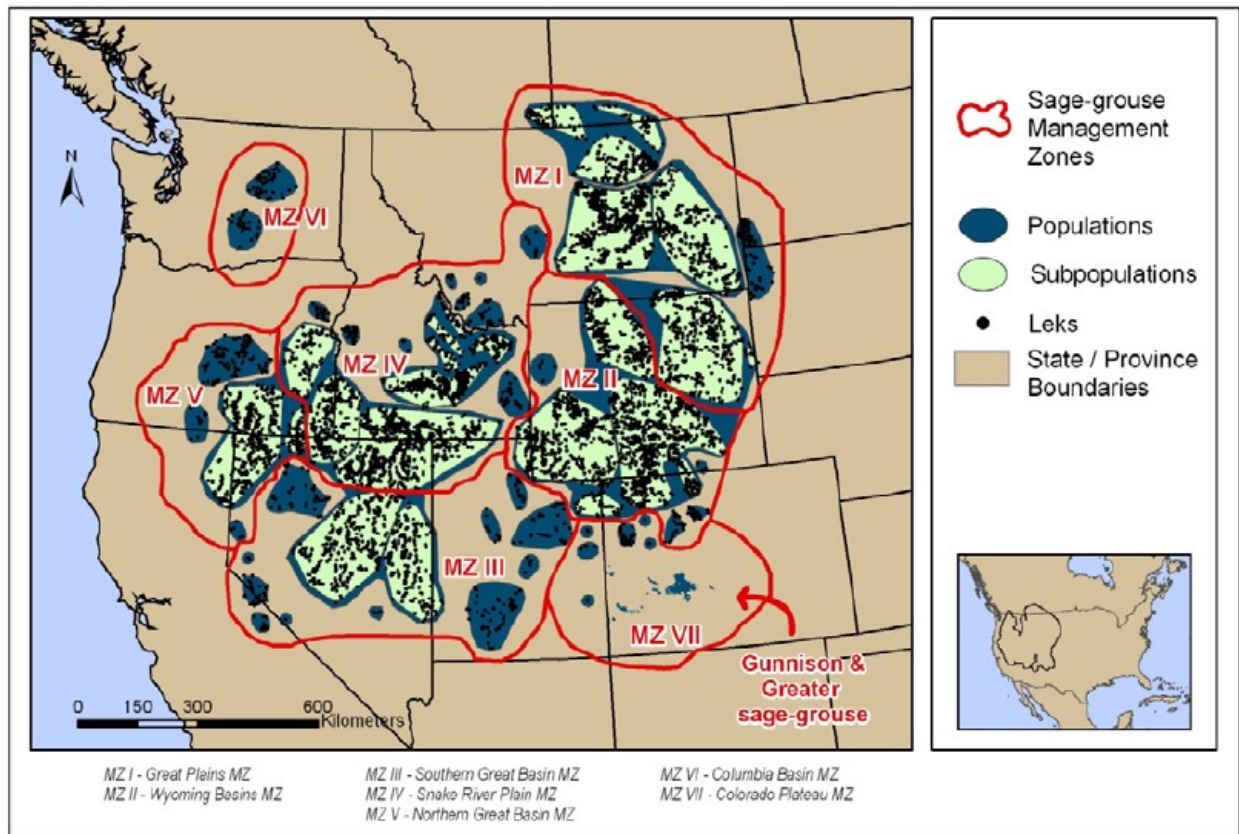 MZ I
MZ VI
MZ IV
MZ II
MZ V
MZ III
MZ VII
Gunnison &
Greater
sage-grouse
N
0 150 300 600
Kilometers
Sage-grouse
Management
Zones
Populations
Subpopulations
Leks
State / Province
Boundaries
MZ I - Great Plains MZ
MZ II - Wyoming Basins MZ
MZ III - Southern Great Basin MZ
MZ IV - Snake River Plain MZ
MZ V - Northern Great Basin MZ
MZ VI - Columbia Basin MZ
MZ VII - Colorado Plateau MZ